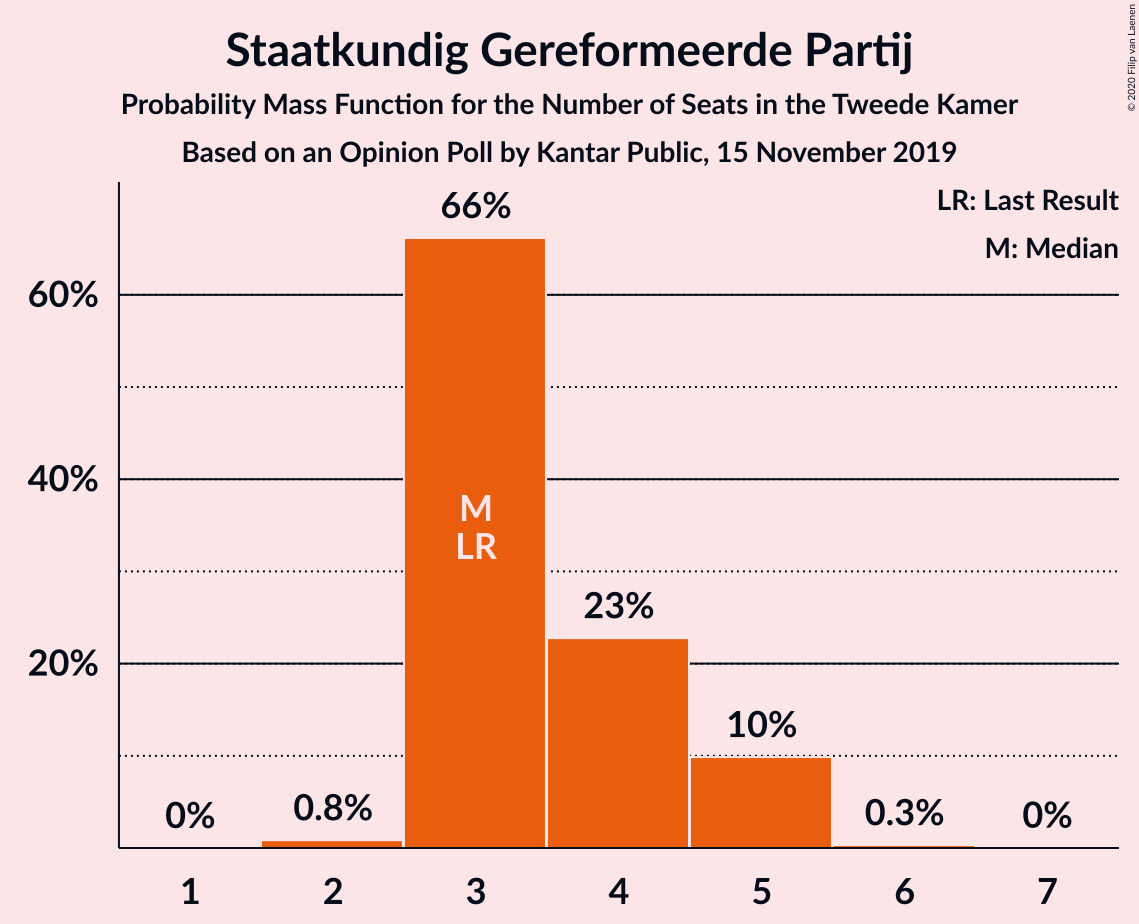 Staatkundig Gereformeerde Partij
Probability Mass Function for the Number of Seats in the Tweede Kamer
Based on an Opinion Poll by Kantar Public, 15 November 2019
© 2020 Filip van Laenen
LR: Last Result
M: Median
60%
40%
20%
0%
0.8%
66%
M
LR
23%
10%
0.3%
0%
1 2 3 4 5 6 7